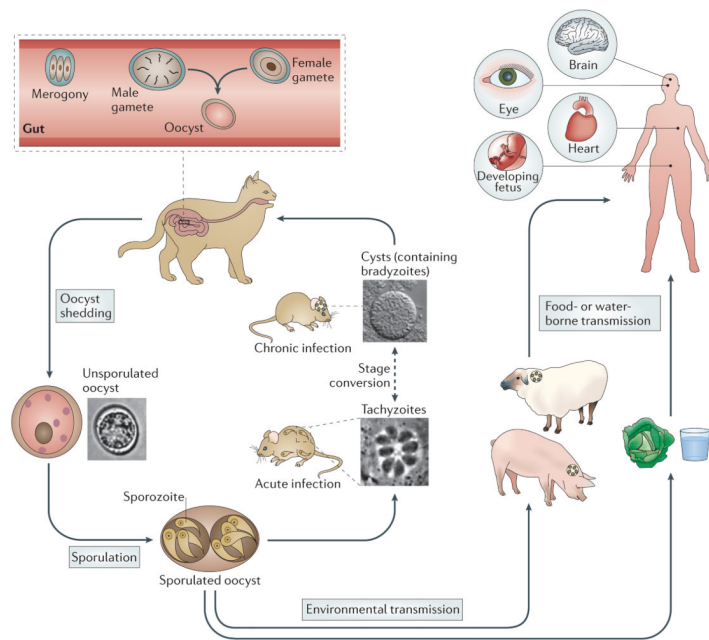 Merogony
Male
gamete
Female
gamete
Oocyst
Gut
Brain
Eye
Heart
Developing
fetus
Oocyst
shedding
Cysts (containing
bradyzoites)
Chronic infection
Stage
conversion
Food- or water-
borne transmission
Unsporulated
oocyst
Tachyzoites
Acute infection
Sporozoite
Sporulation
Sporulated oocyst
Environmental transmission